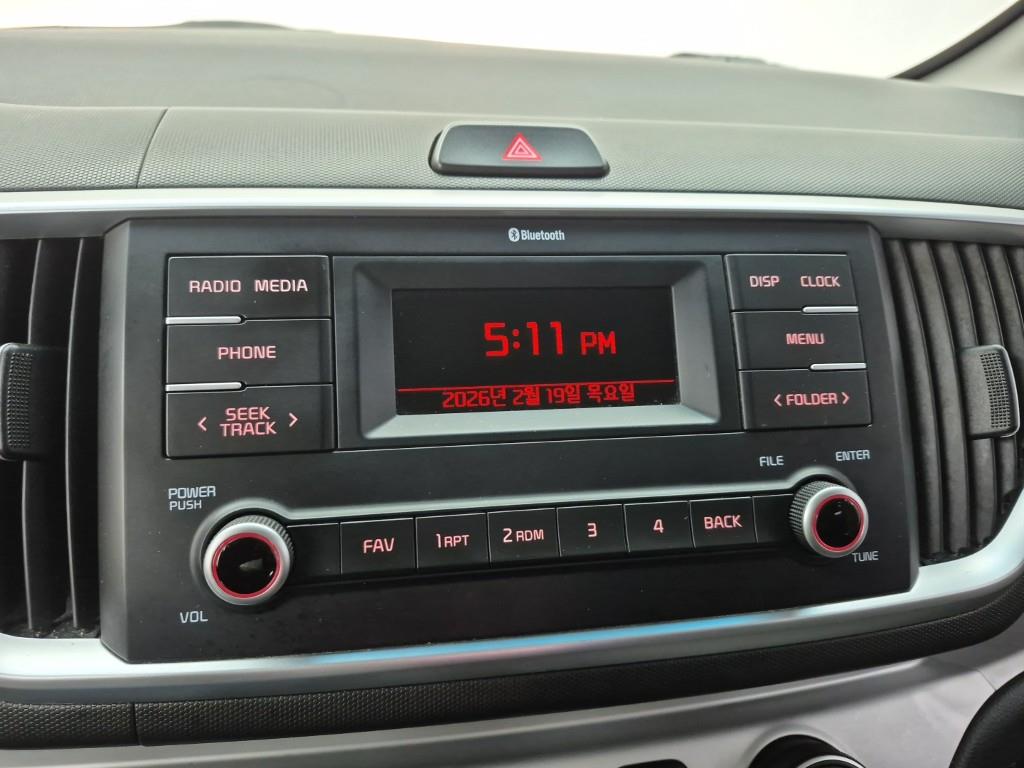 Bluetooth
RADIO MEDIA
DISP CLOCK
PHONE
5:11 PM
MENU
2026년 2월 19일 목요일
< SEEK TRACK >
< FOLDER >
POWER
PUSH
FILE
ENTER
FAV
1 RPT
2 RDM
3
4
BACK
VOL
TUNE